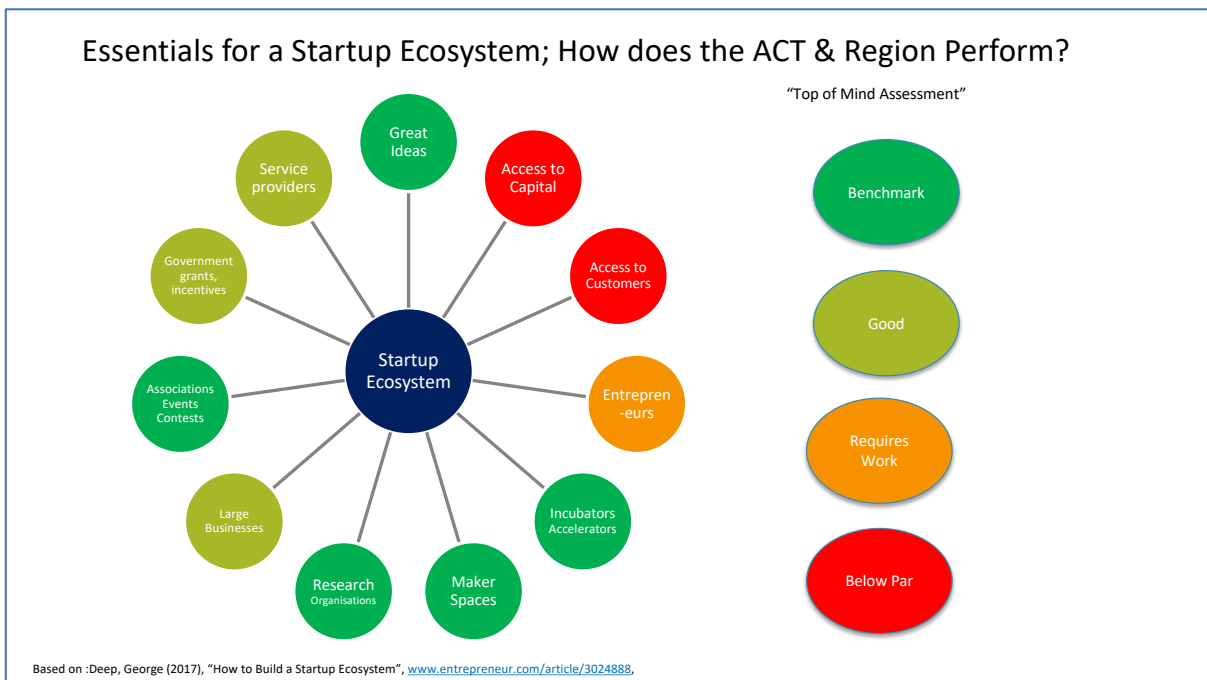 Essentials for a Startup Ecosystem; How does the ACT & Region Perform?
“Top of Mind Assessment”
Great
Ideas
Access to
Capital
Access to
Customers
Entrepren
-eurs
Incubators
Accelerators
Maker
Spaces
Research
Organisations
Large
Businesses
Associations
Events
Contests
Government
grants,
incentives
Service
providers
Startup
Ecosystem
Benchmark
Good
Requires
Work
Below Par
Based on :Deep, George (2017), “How to Build a Startup Ecosystem”, www.entrepreneur.com/article/3024888,